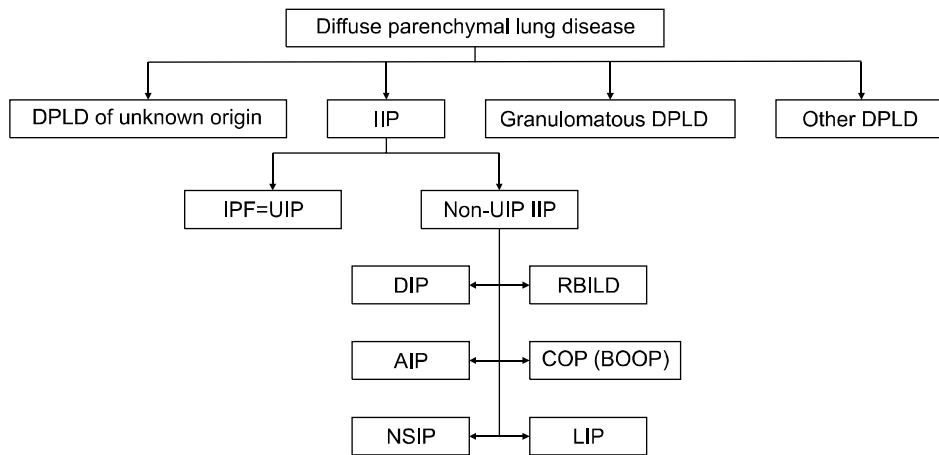 Diffuse parenchymal lung disease
DPLD of unknown origin
IIP
Granulomatous DPLD
Other DPLD
IPF=UIP
Non-UIP IIP
DIP
RBILD
AIP
COP (BOOP)
NSIP
LIP